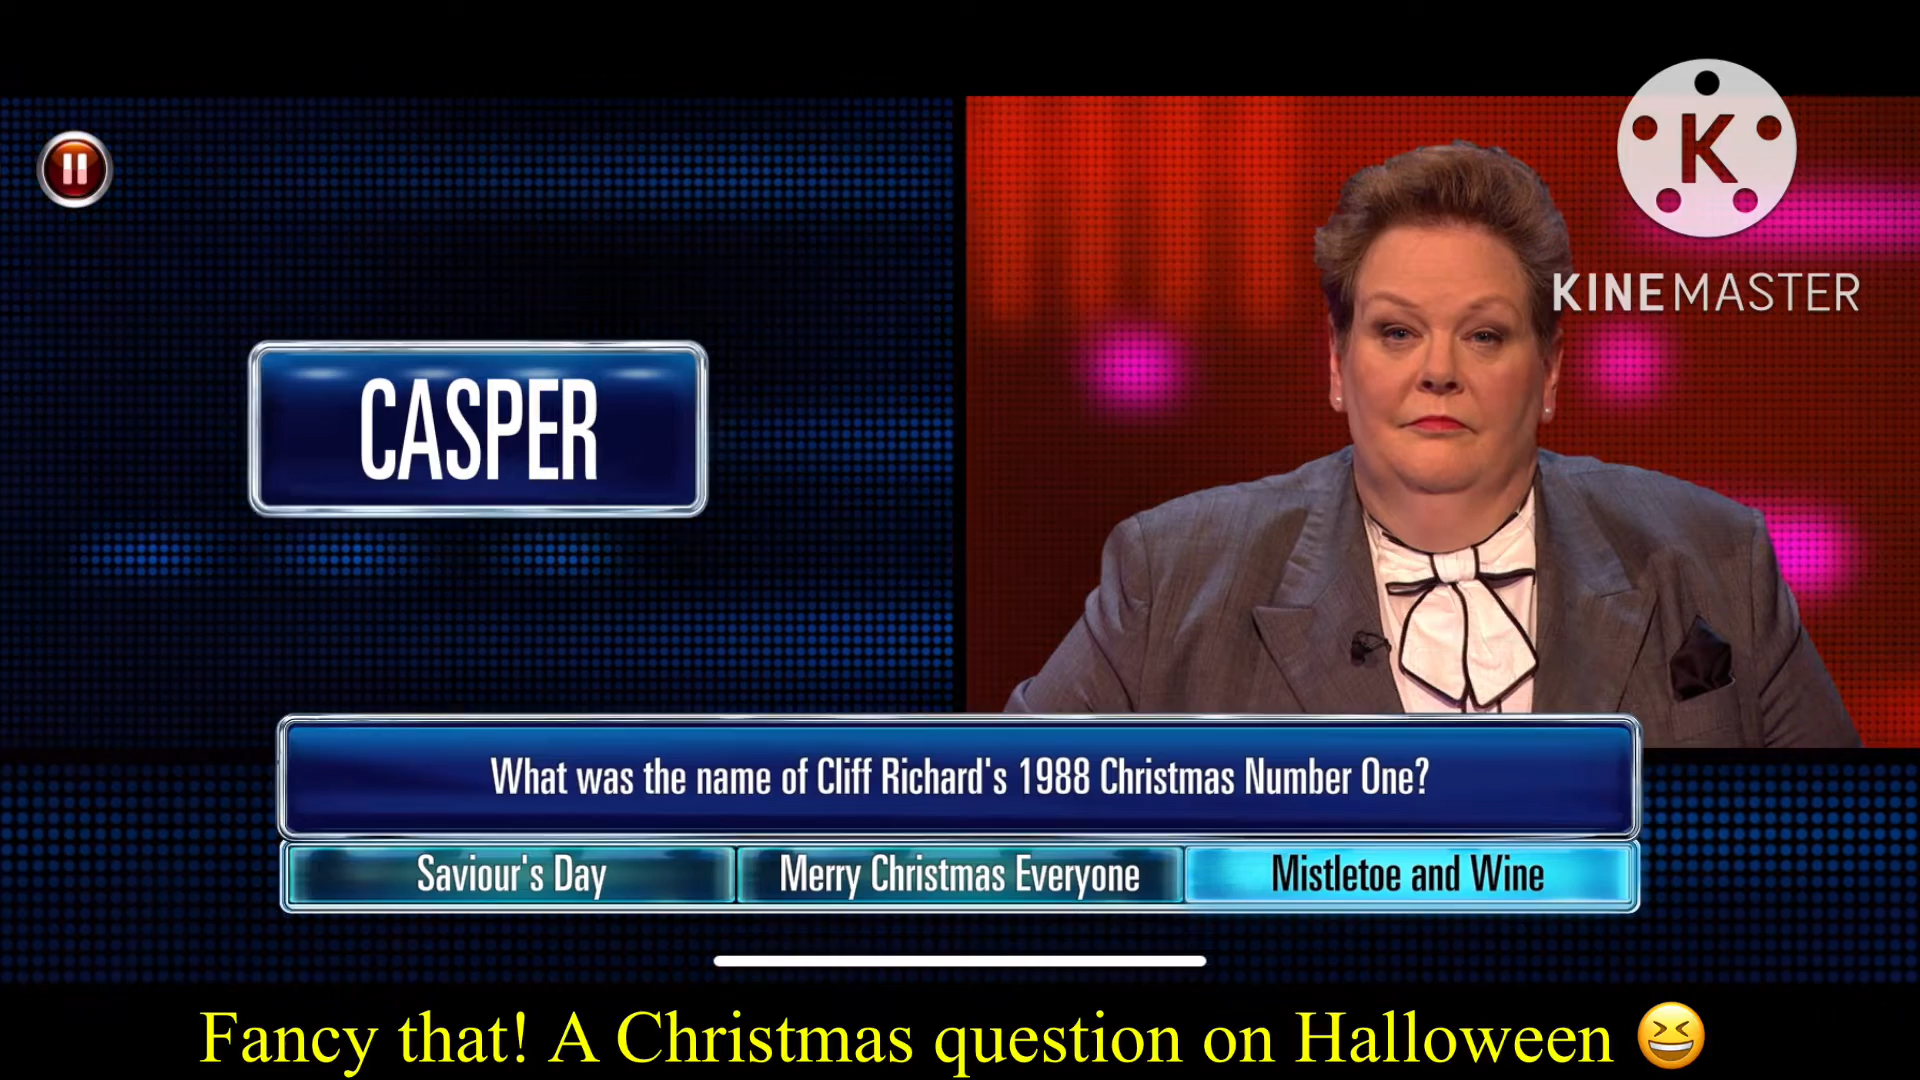 K
KINEMASTER
CASPER
What was the name of Cliff Richard's 1988 Christmas Number One?
Saviour's Day
Merry Christmas Everyone
Mistletoe and Wine
Fancy that! A Christmas question on Halloween 😆